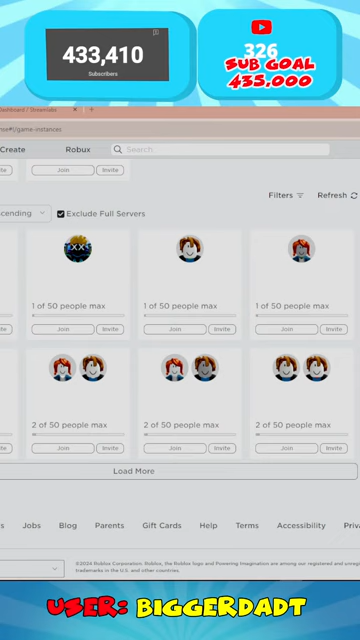 433,410
Subscribers
326
SUB GOAL
435,000
Dashboard / Streamlabs
nse#!/game-instances
Create Robux Search
Join Invite
Filters Refresh
cending Exclude Full Servers
1 of 50 people max 1 of 50 people max 1 of 50 people max
Join Invite Join Invite Join Invite
2 of 50 people max 2 of 50 people max 2 of 50 people max
Join Invite Join Invite Join Invite
Load More
s Jobs Blog Parents Gift Cards Help Terms Accessibility Priva
©2024 Roblox Corporation. Roblox, the Roblox logo and Powering Imagination are among our registered and unreg
trademarks in the U.S. and other countries.
USER: BIGGERDADT